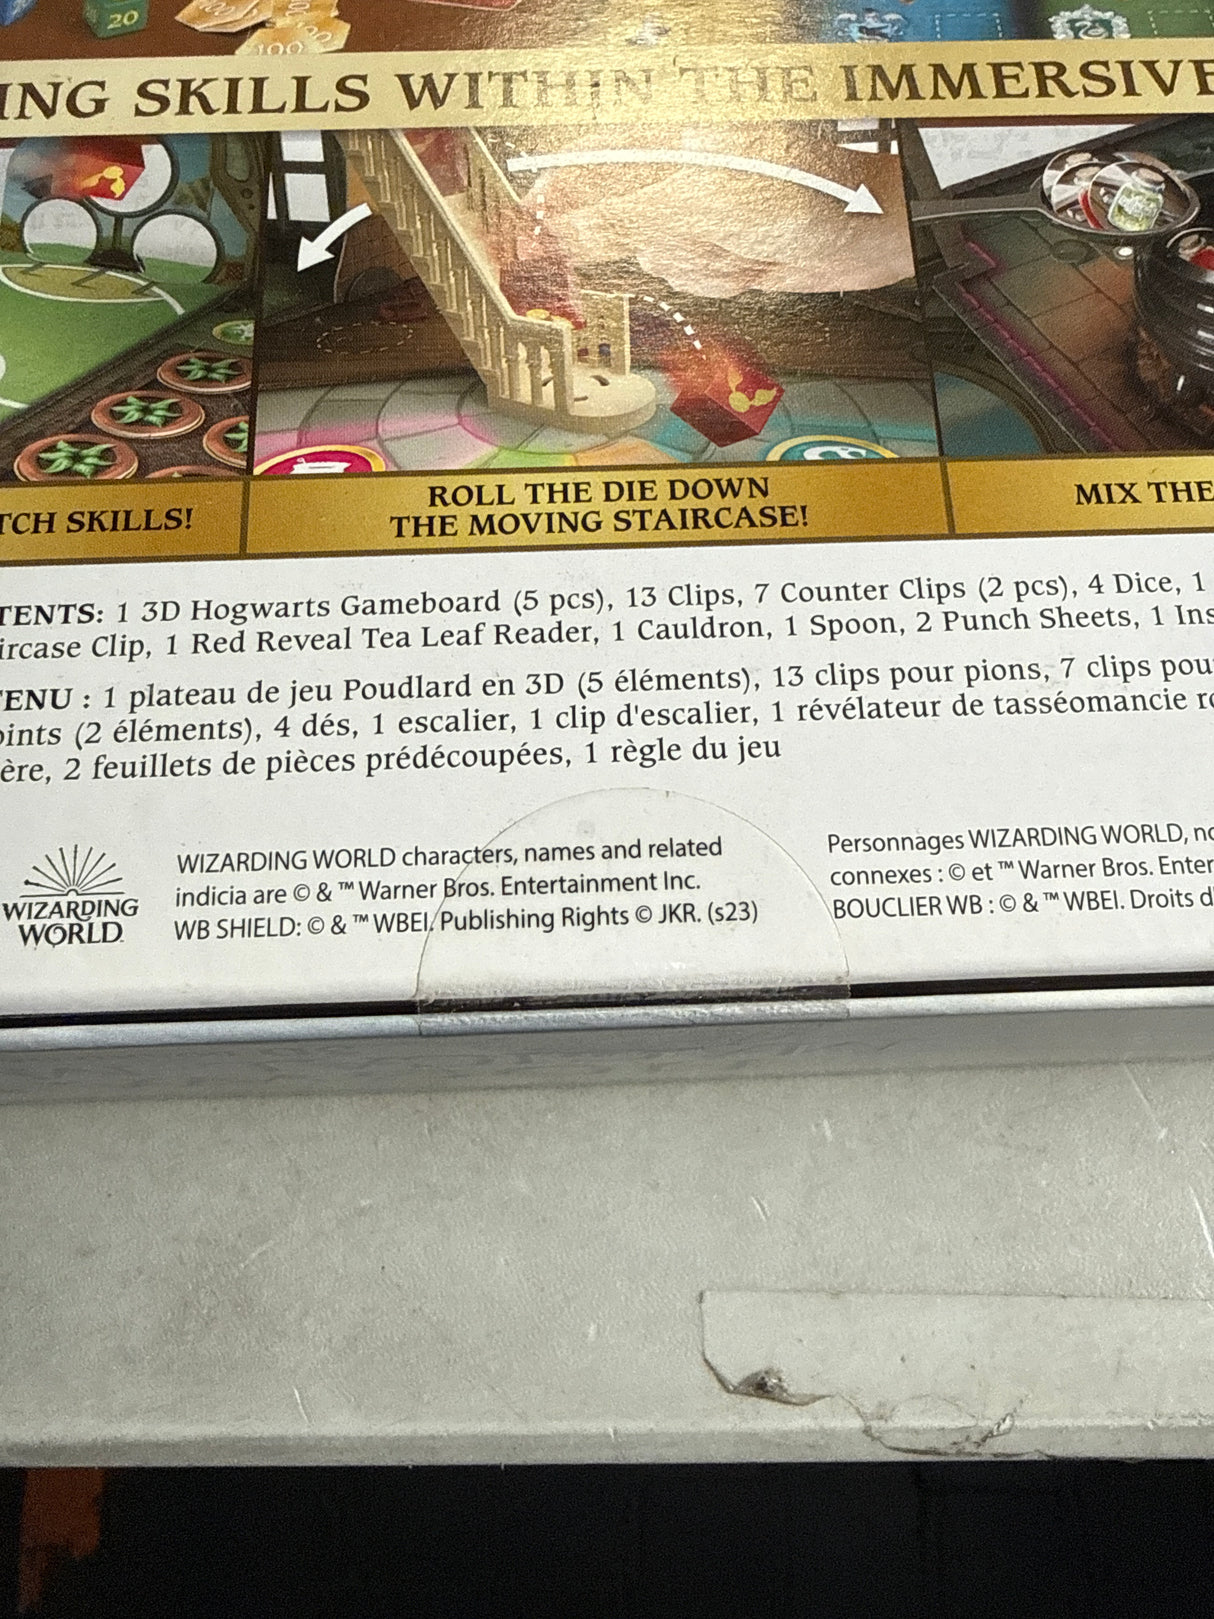 20
100
ING SKILLS WITHIN THE IMMERSIVE
TCH SKILLS!
ROLL THE DIE DOWN
THE MOVING STAIRCASE!
MIX THE
TENTS: 1 3D Hogwarts Gameboard (5 pcs), 13 Clips, 7 Counter Clips (2 pcs), 4 Dice, 1
ircase Clip, 1 Red Reveal Tea Leaf Reader, 1 Cauldron, 1 Spoon, 2 Punch Sheets, 1 Ins
TENU : 1 plateau de jeu Poudlard en 3D (5 éléments), 13 clips pour pions, 7 clips pou
oints (2 éléments), 4 dés, 1 escalier, 1 clip d'escalier, 1 révélateur de tasséomancie ro
ère, 2 feuillets de pièces prédécoupées, 1 règle du jeu
WIZARDING
WORLD
WIZARDING WORLD characters, names and related
indicia are © & ™ Warner Bros. Entertainment Inc.
WB SHIELD: © & ™ WBEI. Publishing Rights © JKR. (s23)
Personnages WIZARDING WORLD, no
connexes : © et ™ Warner Bros. Enter
BOUCLIER WB : © & ™ WBEI. Droits d'